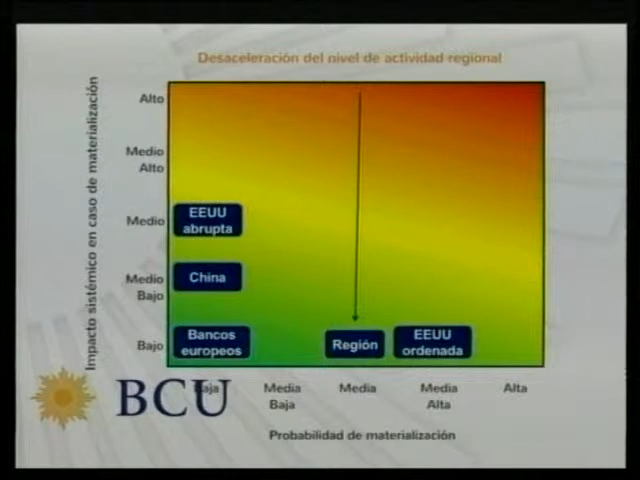 Desaceleración del nivel de actividad regional
Impacto sistémico en caso de materialización
Alto
Medio
Alto
Medio
EEUU
abrupta
Medio
Bajo
China
Bajo
Bancos
europeos
Región
EEUU
ordenada
BCU
Baja
Media
Baja
Media
Media
Alta
Alta
Probabilidad de materialización